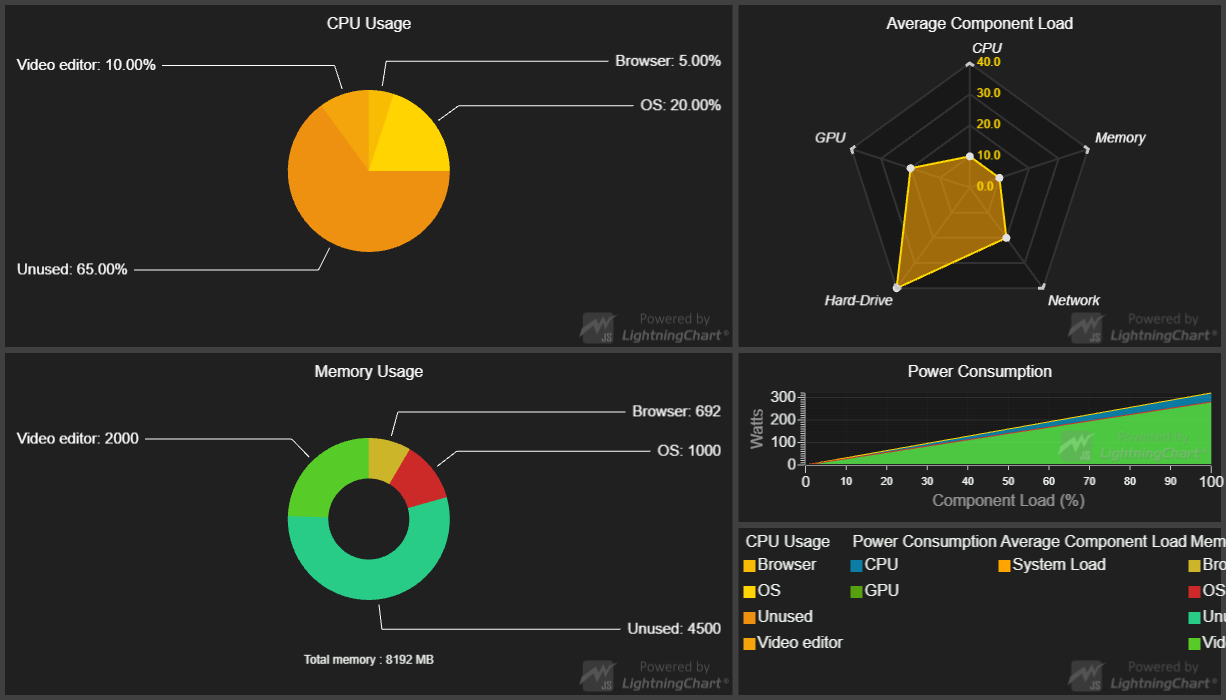 CPU Usage
Video editor: 10.00%
Browser: 5.00%
OS: 20.00%
Unused: 65.00%
Powered by
JS LightningChart®
Average Component Load
CPU
40.0
30.0
20.0
10.0
0.0
GPU
Memory
Hard-Drive
Network
Powered by
JS LightningChart®
Memory Usage
Browser: 692
Video editor: 2000
OS: 1000
Unused: 4500
Total memory : 8192 MB
Powered by
JS LightningChart®
Power Consumption
Watts
300
200
100
0
Powered by
JS LightningChart®
0 10 20 30 40 50 60 70 80 90 100
Component Load (%)
CPU Usage Power Consumption Average Component Load Mem
Browser CPU System Load Bro
OS GPU OS
Unused Unu
Video editor Vid
Powered by
JS LightningChart®